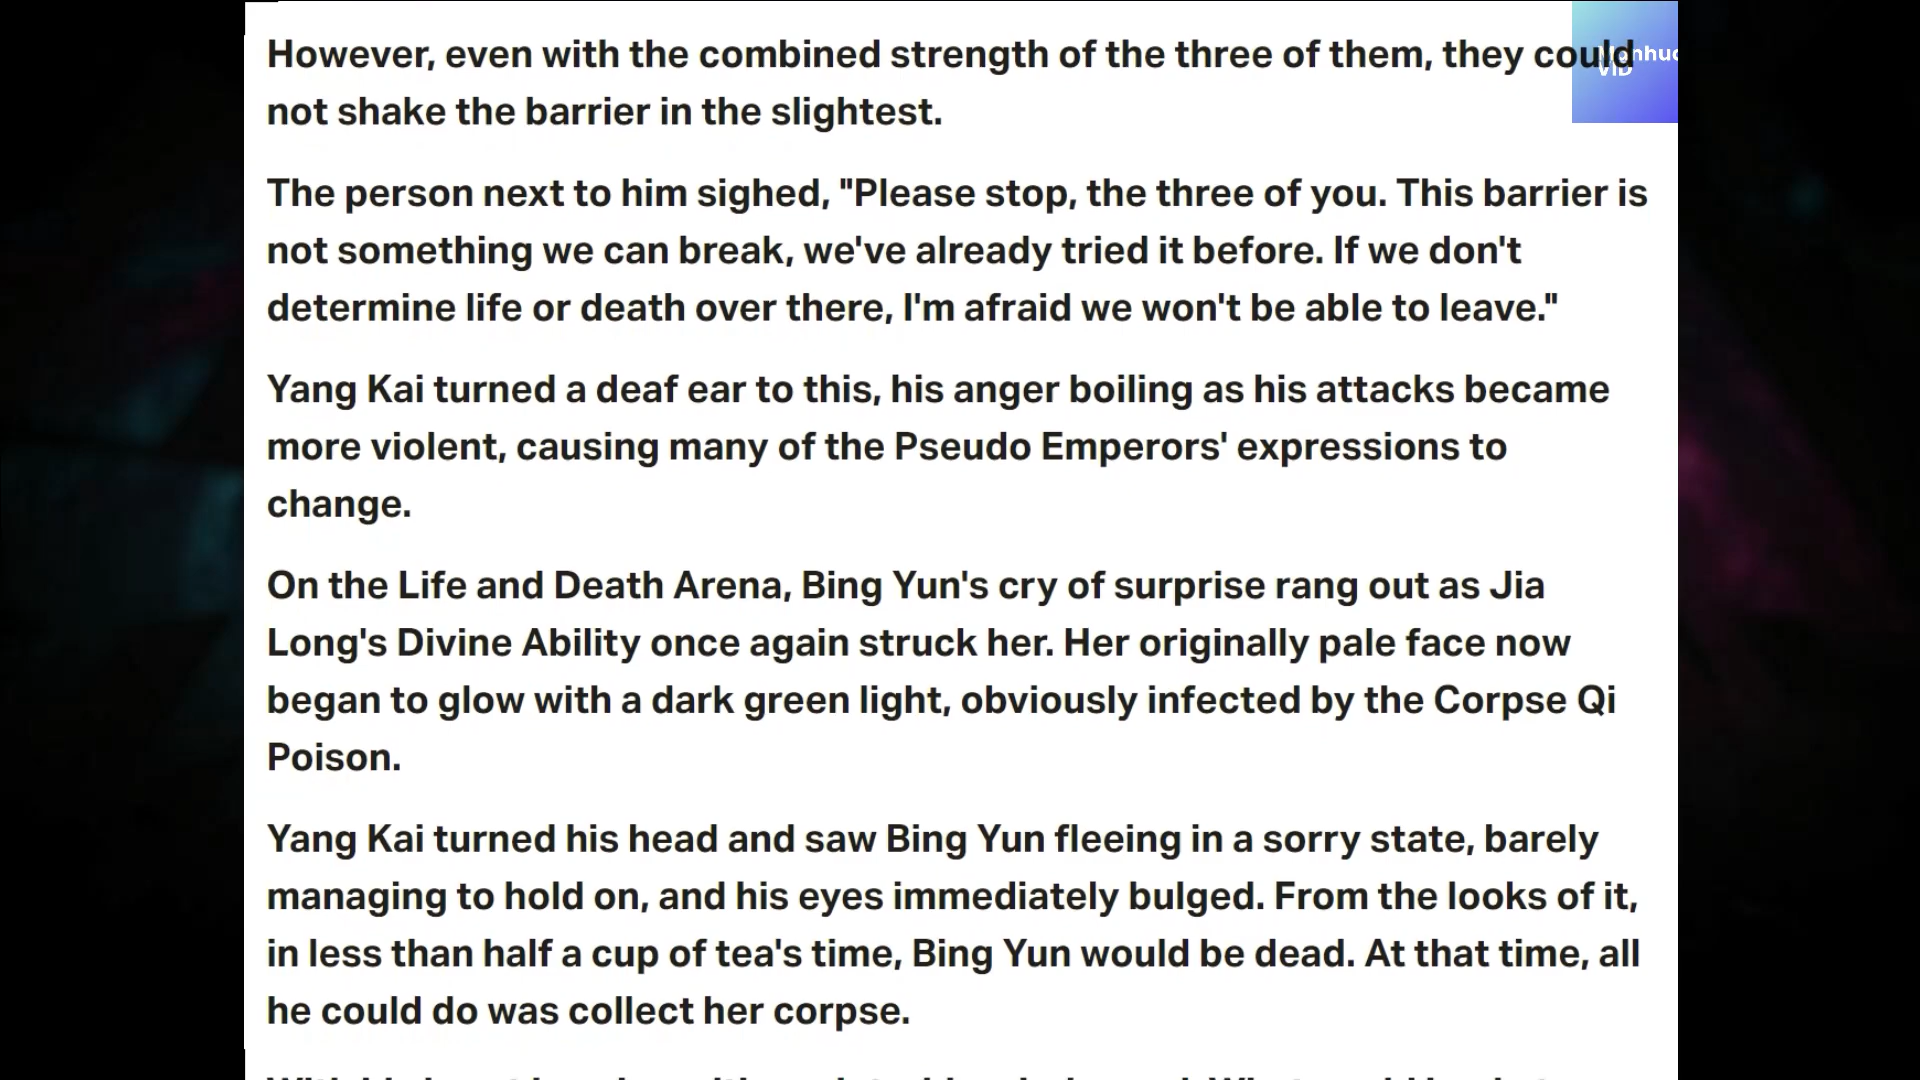 However, even with the combined strength of the three of them, they could
not shake the barrier in the slightest.
The person next to him sighed, "Please stop, the three of you. This barrier is
not something we can break, we've already tried it before. If we don't
determine life or death over there, I'm afraid we won't be able to leave."
Yang Kai turned a deaf ear to this, his anger boiling as his attacks became
more violent, causing many of the Pseudo Emperors' expressions to
change.
On the Life and Death Arena, Bing Yun's cry of surprise rang out as Jia
Long's Divine Ability once again struck her. Her originally pale face now
began to glow with a dark green light, obviously infected by the Corpse Qi
Poison.
Yang Kai turned his head and saw Bing Yun fleeing in a sorry state, barely
managing to hold on, and his eyes immediately bulged. From the looks of it,
in less than half a cup of tea's time, Bing Yun would be dead. At that time, all
he could do was collect her corpse.
VID